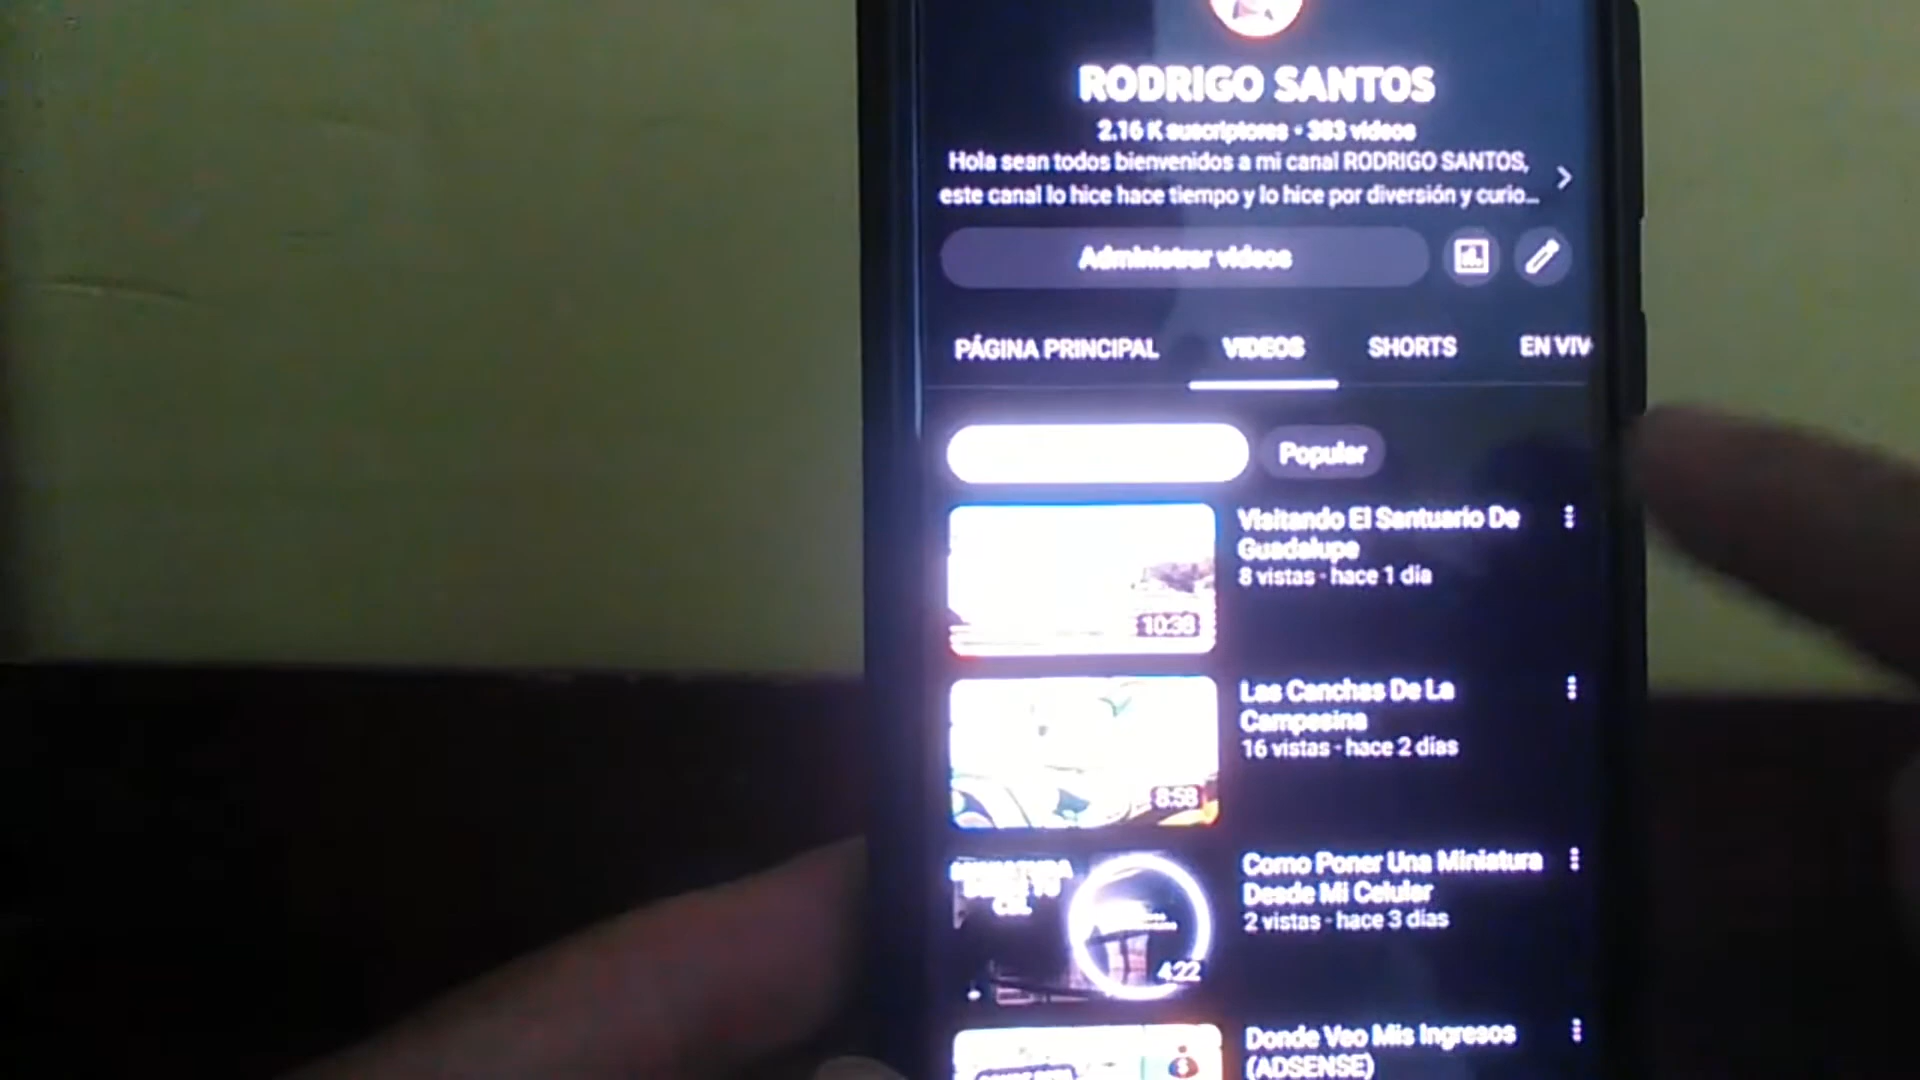 RODRIGO SANTOS
2.16 K suscriptores • 383 videos
Hola sean todos bienvenidos a mi canal RODRIGO SANTOS,
este canal lo hice hace tiempo y lo hice por diversión y curio...
Administrar videos
PÁGINA PRINCIPAL VIDEOS SHORTS EN VIV
Popular
Visitando El Santuario De
Guadalupe
8 vistas · hace 1 día
10:38
Las Canchas De La
Campesina
16 vistas · hace 2 días
8:58
Como Poner Una Miniatura
Desde Mi Celular
2 vistas · hace 3 días
4:22
Donde Veo Mis Ingresos
(ADSENSE)